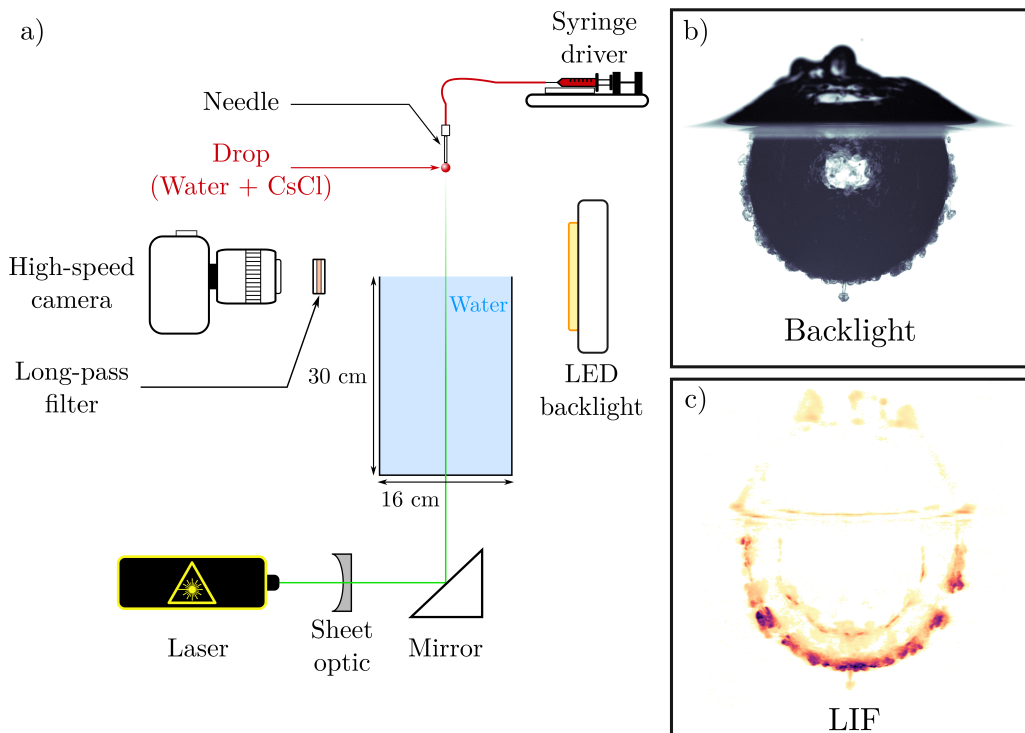 a)
Syringe
driver
Needle
Drop
(Water + CsCl)
High-speed
camera
Water
Long-pass
filter
30 cm
LED
backlight
16 cm
Laser
Sheet
optic
Mirror
b)
Backlight
c)
LIF